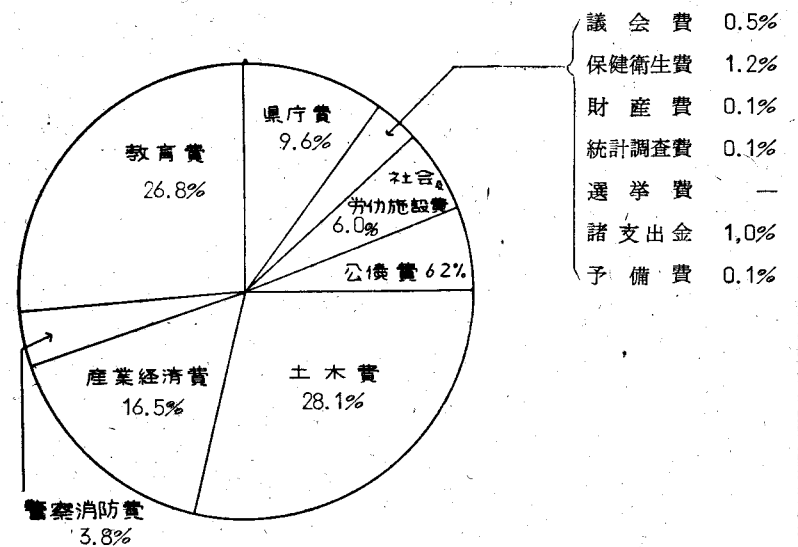 議会費 0.5%
保健衛生費 1.2%
財産費 0.1%
統計調査費 0.1%
選挙費 —
諸支出金 1,0%
予備費 0.1%
県庁費
9.6%
社会及
労仂施設費
6.0%
公債費 62%
土木費
28.1%
産業経済費
16.5%
警察消防費
3.8%
教育費
26.8%